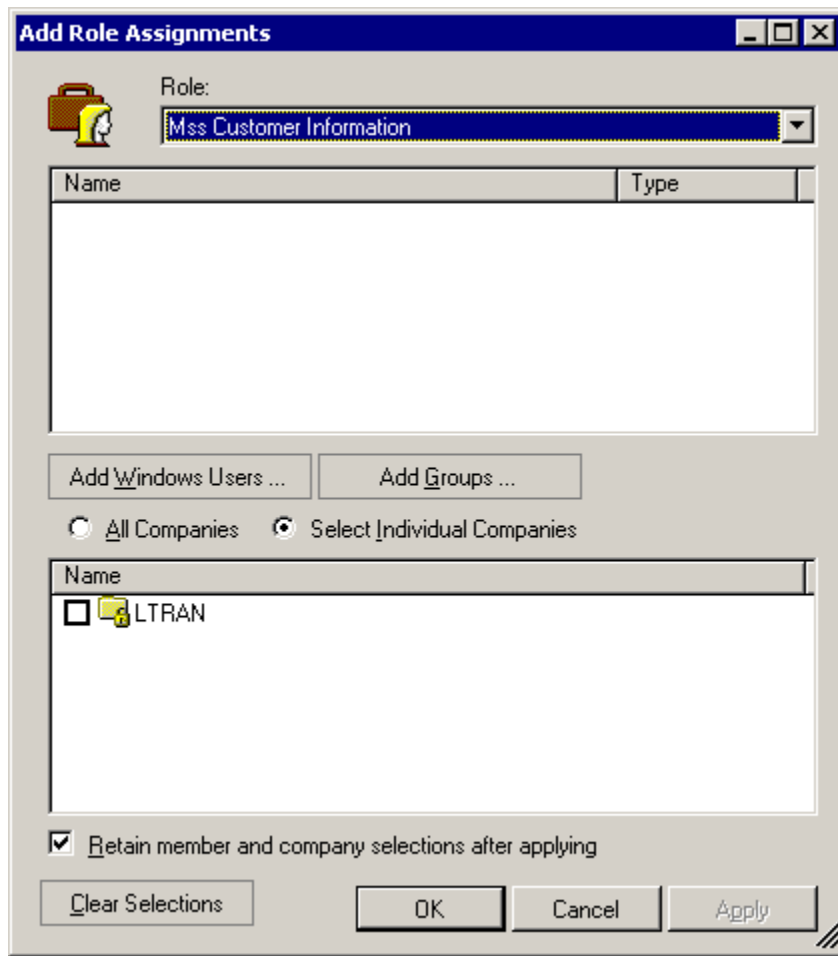 Add Role Assignments
Role:
Mss Customer Information
Name Type
Add Windows Users ... Add Groups ...
All Companies Select Individual Companies
Name
LTRAN
Retain member and company selections after applying
Clear Selections OK Cancel Apply